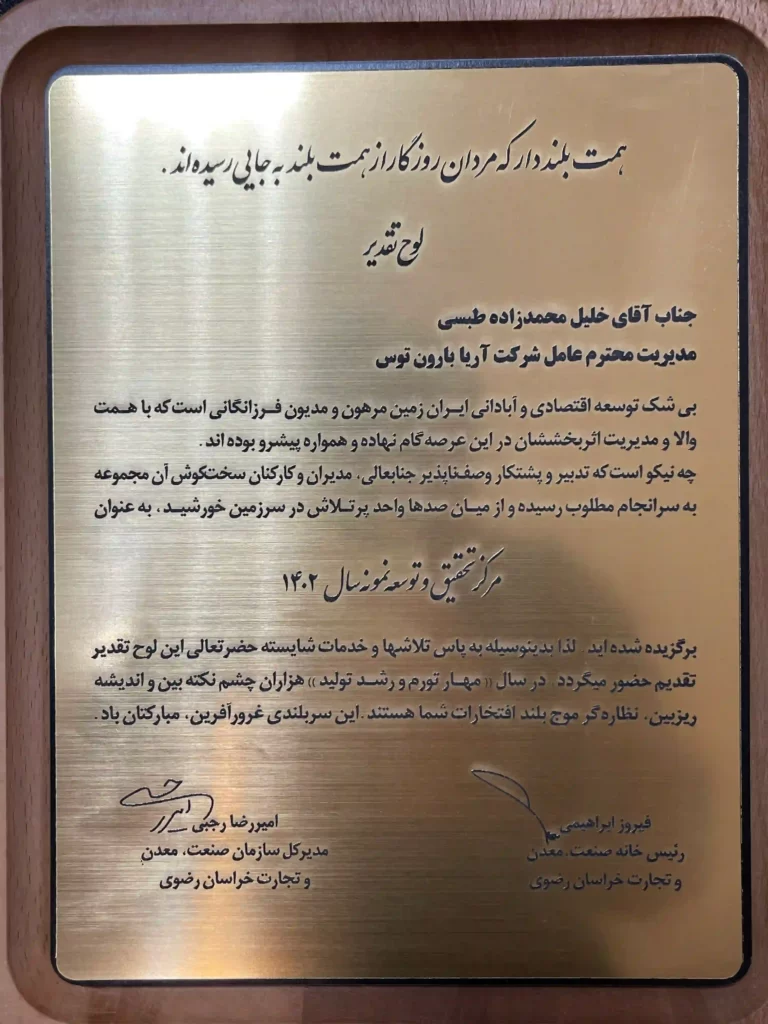 همت بلند دار که مردان روزگار از همت بلند به جایی رسیده اند .
لوح تقدیر
جناب آقای خلیل محمدزاده طبسی
مدیریت محترم عامل شرکت آریا بارون توس
بی شک توسعه اقتصادی و آبادانی ایران زمین مرهون و مدیون فرزانگانی است که با همت
والا و مدیریت اثربخششان در این عرصه گام نهاده و همواره پیشرو بوده اند .
چه نیکو است که تدبیر و پشتکار وصف‌ناپذیر جنابعالی، مدیران و کارکنان سختکوش آن مجموعه
به سرانجام مطلوب رسیده و از میان صدها واحد پرتلاش در سرزمین خورشید، به عنوان
مرکز تحقیق و توسعه نمونه سال ۱۴۰۲
برگزیده شده اید . لذا بدینوسیله به پاس تلاشها و خدمات شایسته حضرتعالی این لوح تقدیر
تقدیم حضور میگردد . در سال (( مهار تورم و رشد تولید )) هزاران چشم نکته بین و اندیشه
ریزبین، نظاره‌گر موج بلند افتخارات شما هستند .این سربلندی غرورآفرین، مبارکتان باد .
فیروز ابراهیمی
رئیس خانه صنعت، معدن
و تجارت خراسان رضوی
امیررضا رجبی
مدیرکل سازمان صنعت، معدن
و تجارت خراسان رضوی